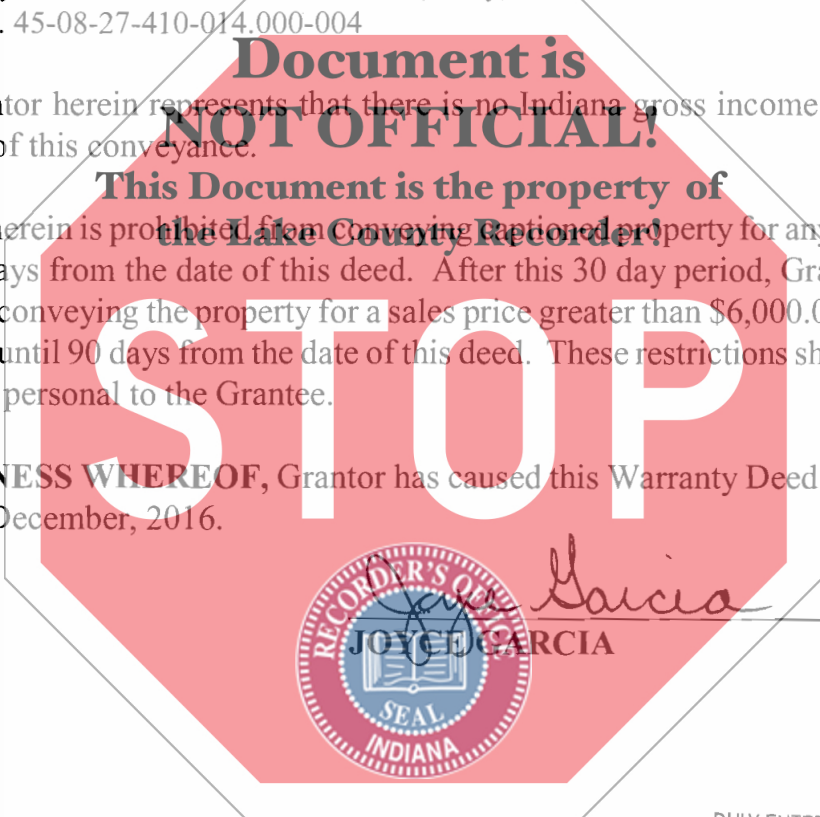 . 45-08-27-410-014.000-004
Document is
tor herein represents that there is no Indiana gross income
NOT OFFICIAL!
of this conveyance.
This Document is the property of
erein is prohibited from conveying captioned property for any
the Lake County Recorder!
ays from the date of this deed. After this 30 day period, Gra
conveying the property for a sales price greater than $6,000.0
until 90 days from the date of this deed. These restrictions sh
personal to the Grantee.
STOP
NESS WHEREOF, Grantor has caused this Warranty Deed
December, 2016.
Joyce Garcia
JOYCE GARCIA
RECORDER'S OFFICE
SEAL
INDIANA